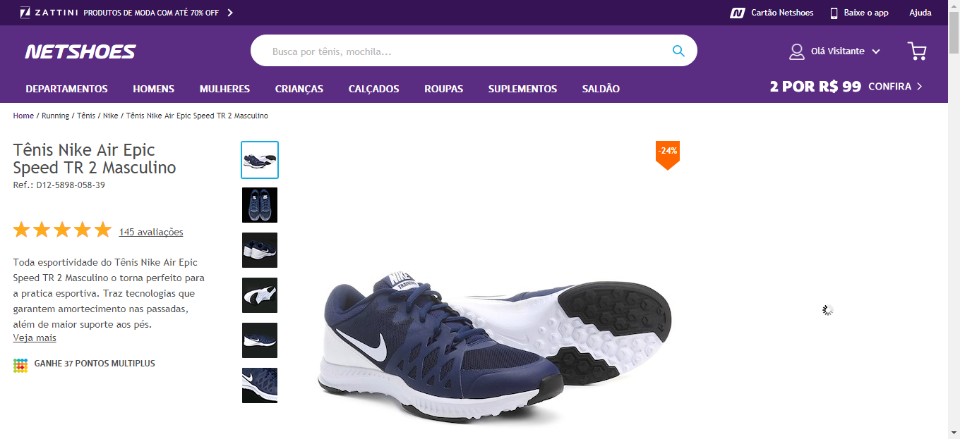 ZATTINI PRODUTOS DE MODA COM ATÉ 70% OFF
Cartão Netshoes
Baixe o app
Ajuda
NETSHOES
Busca por tênis, mochila...
Olá Visitante
DEPARTAMENTOS HOMENS MULHERES CRIANÇAS CALÇADOS ROUPAS SUPLEMENTOS SALDÃO
2 POR R$ 99 CONFIRA
Home / Running / Tênis / Nike / Tênis Nike Air Epic Speed TR 2 Masculino
Tênis Nike Air Epic
Speed TR 2 Masculino
Ref.: D12-5898-058-39
145 avaliações
Toda esportividade do Tênis Nike Air Epic
Speed TR 2 Masculino o torna perfeito para
a pratica esportiva. Traz tecnologias que
garantem amortecimento nas passadas,
além de maior suporte aos pés.
Veja mais
GANHE 37 PONTOS MULTIPLUS
-24%
NIKE
TRAINING